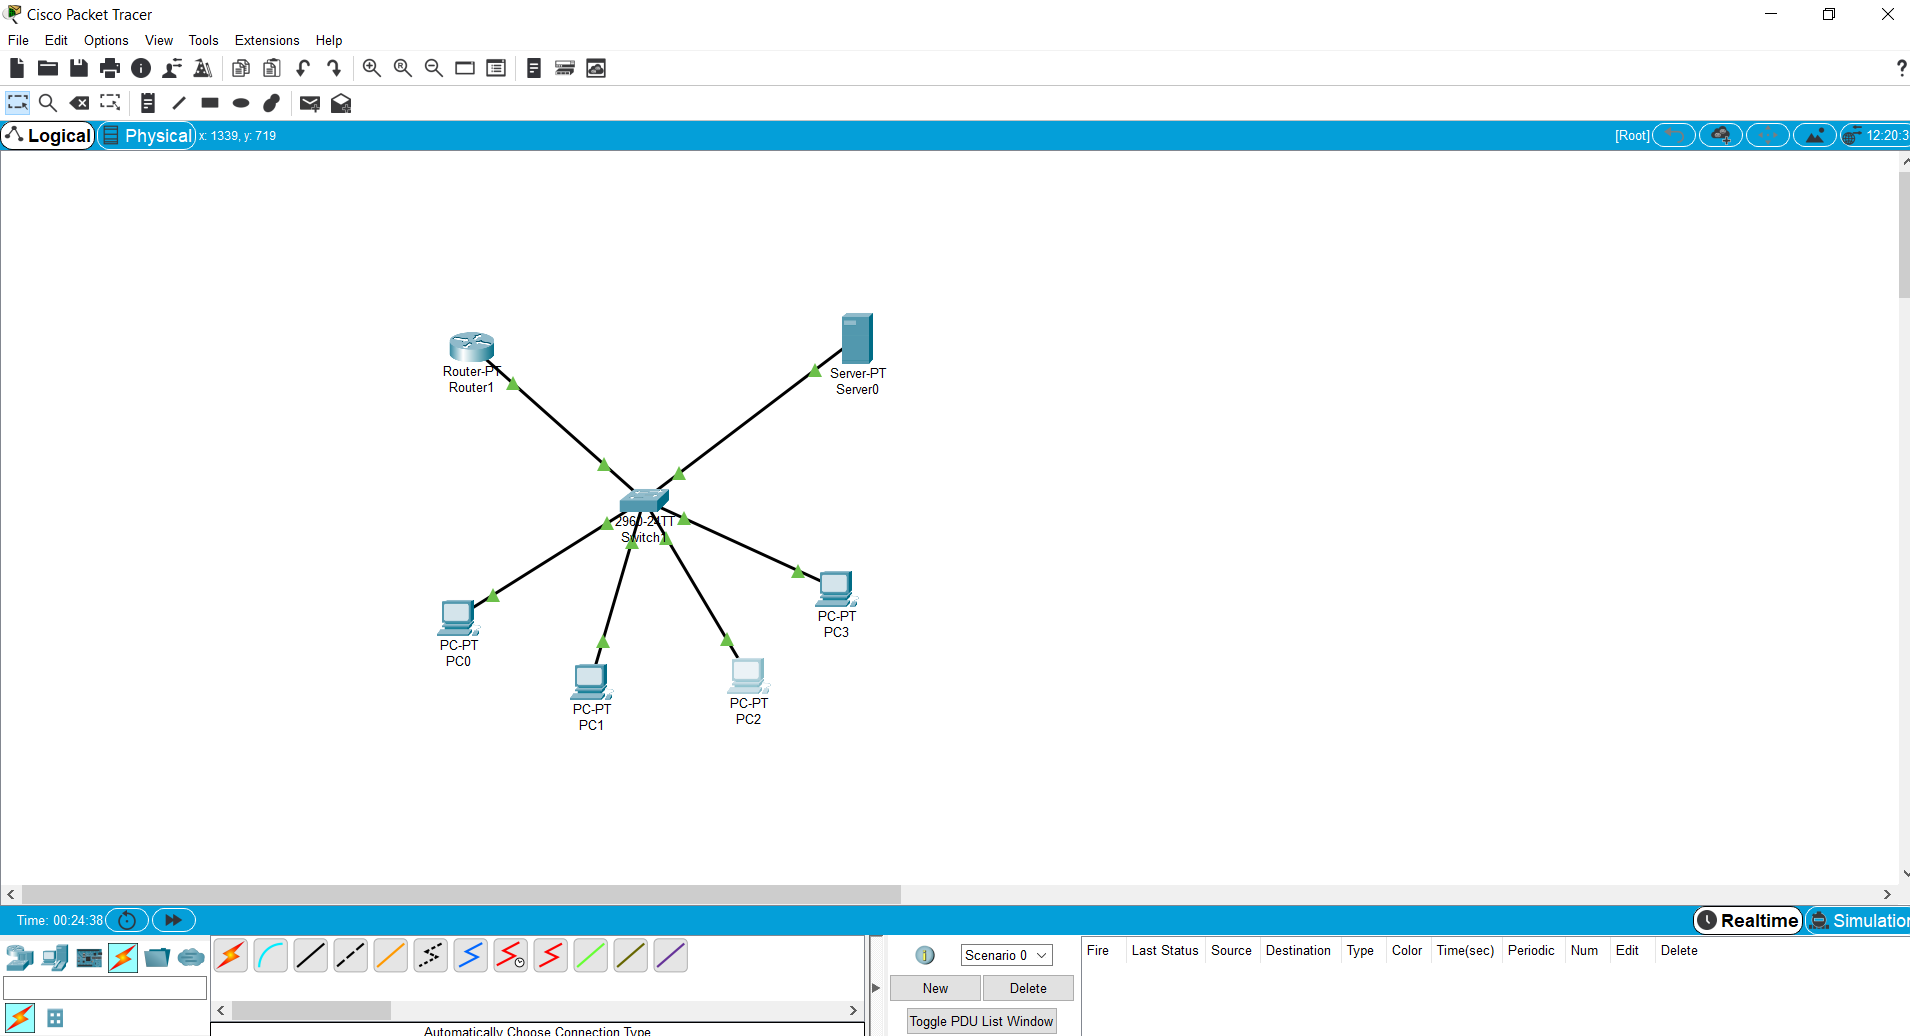 Cisco Packet Tracer
File Edit Options View Tools Extensions Help
?
Logical Physical x: 1339, y: 719 [Root] 12:20:3
Router-PT
Router1
Server-PT
Server0
2960-24TT
Switch1
PC-PT
PC3
PC-PT
PC0
PC-PT
PC2
PC-PT
PC1
Time: 00:24:38 Realtime Simulation
Scenario 0
Fire Last Status Source Destination Type Color Time(sec) Periodic Num Edit Delete
New Delete
Toggle PDU List Window
Automatically Choose Connection Type